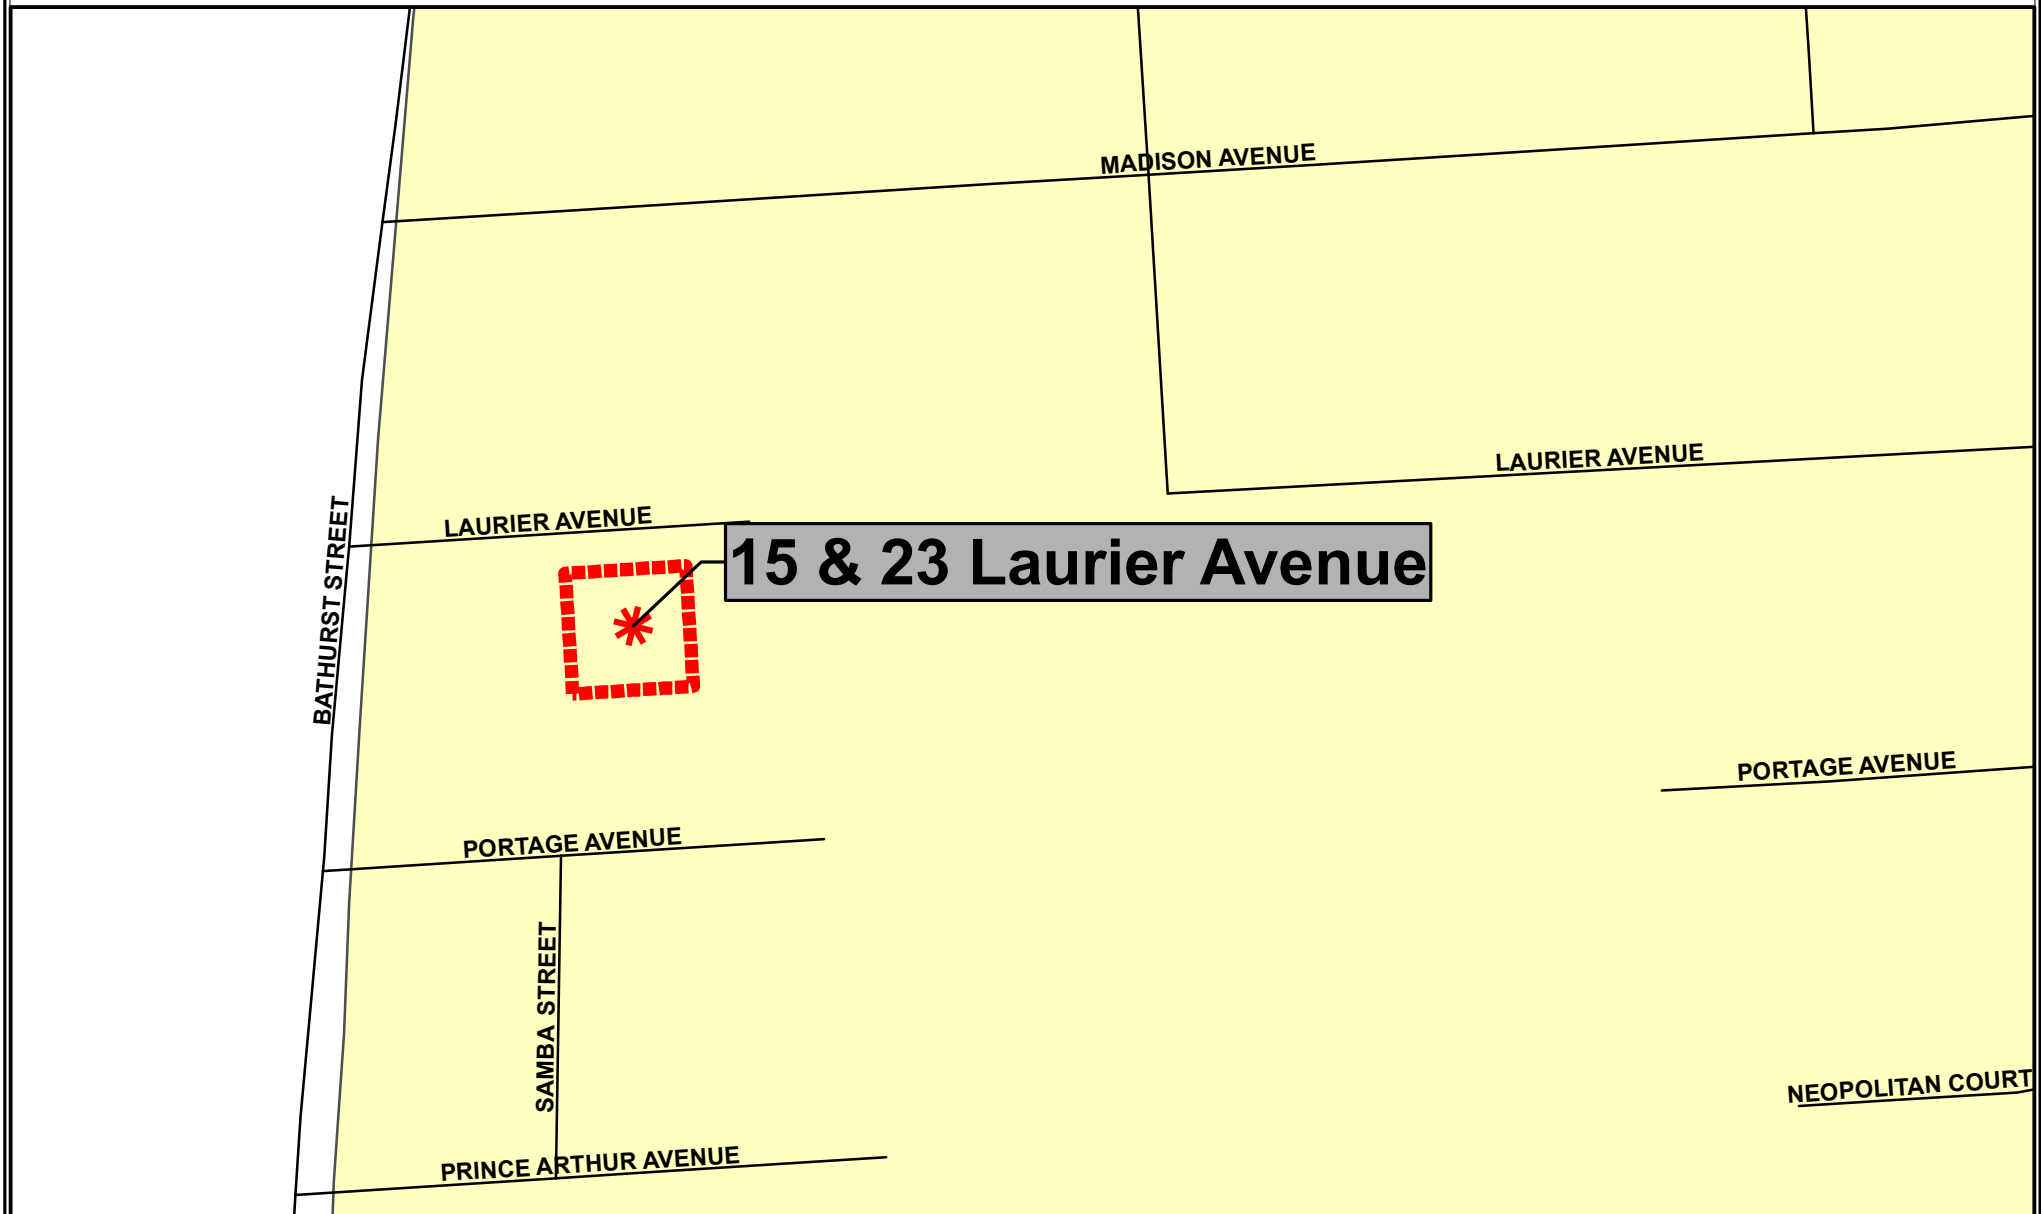 MADISON AVENUE
LAURIER AVENUE
LAURIER AVENUE
BATHURST STREET
15 & 23 Laurier Avenue
PORTAGE AVENUE
PORTAGE AVENUE
SAMBA STREET
NEOPOLITAN COURT
PRINCE ARTHUR AVENUE